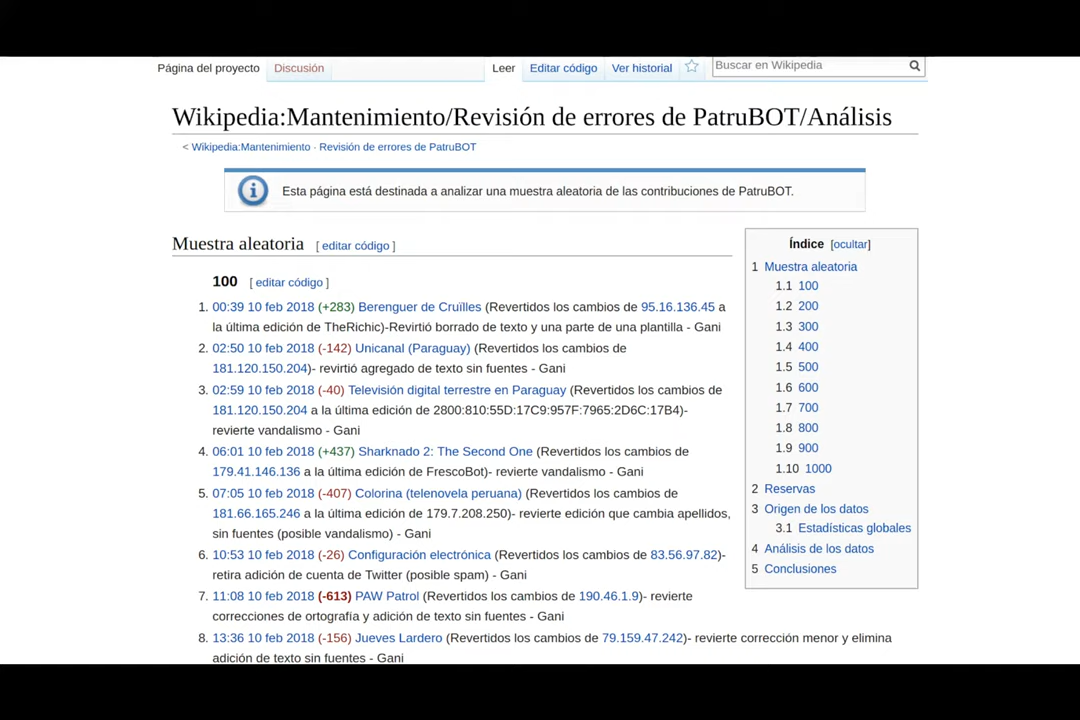 Página del proyecto Discusión Leer Editar código Ver historial Buscar en Wikipedia
Wikipedia:Mantenimiento/Revisión de errores de PatruBOT/Análisis
< Wikipedia:Mantenimiento · Revisión de errores de PatruBOT
Esta página está destinada a analizar una muestra aleatoria de las contribuciones de PatruBOT.
Muestra aleatoria [ editar código ]
100 [ editar código ]
1. 00:39 10 feb 2018 (+283) Berenguer de Cruïlles (Revertidos los cambios de 95.16.136.45 a
la última edición de TheRichic)-Revirtió borrado de texto y una parte de una plantilla - Gani
2. 02:50 10 feb 2018 (-142) Unicanal (Paraguay) (Revertidos los cambios de
181.120.150.204)- revirtió agregado de texto sin fuentes - Gani
3. 02:59 10 feb 2018 (-40) Televisión digital terrestre en Paraguay (Revertidos los cambios de
181.120.150.204 a la última edición de 2800:810:55D:17C9:957F:7965:2D6C:17B4)-
revierte vandalismo - Gani
4. 06:01 10 feb 2018 (+437) Sharknado 2: The Second One (Revertidos los cambios de
179.41.146.136 a la última edición de FrescoBot)- revierte vandalismo - Gani
5. 07:05 10 feb 2018 (-407) Colorina (telenovela peruana) (Revertidos los cambios de
181.66.165.246 a la última edición de 179.7.208.250)- revierte edición que cambia apellidos,
sin fuentes (posible vandalismo) - Gani
6. 10:53 10 feb 2018 (-26) Configuración electrónica (Revertidos los cambios de 83.56.97.82)-
retira adición de cuenta de Twitter (posible spam) - Gani
7. 11:08 10 feb 2018 (-613) PAW Patrol (Revertidos los cambios de 190.46.1.9)- revierte
correcciones de ortografía y adición de texto sin fuentes - Gani
8. 13:36 10 feb 2018 (-156) Jueves Lardero (Revertidos los cambios de 79.159.47.242)- revierte corrección menor y elimina
adición de texto sin fuentes - Gani
Índice [ocultar]
1 Muestra aleatoria
1.1 100
1.2 200
1.3 300
1.4 400
1.5 500
1.6 600
1.7 700
1.8 800
1.9 900
1.10 1000
2 Reservas
3 Origen de los datos
3.1 Estadísticas globales
4 Análisis de los datos
5 Conclusiones